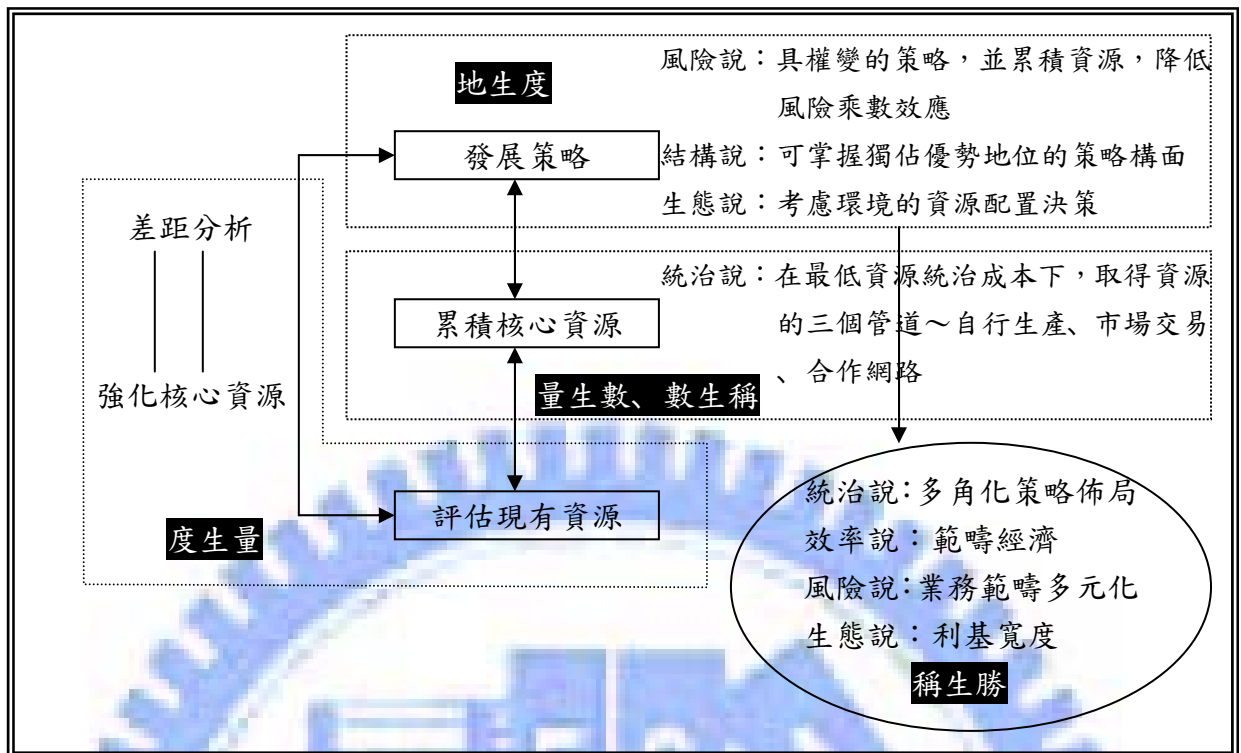 地生度
風險說：具權變的策略，並累積資源，降低
風險乘數效應
發展策略
結構說：可掌握獨佔優勢地位的策略構面
生態說：考慮環境的資源配置決策
差距分析
強化核心資源
統治說：在最低資源統治成本下，取得資源
的三個管道～自行生產、市場交易
、合作網路
累積核心資源
量生數、數生稱
評估現有資源
度生量
統治說：多角化策略佈局
效率說：範疇經濟
風險說：業務範疇多元化
生態說：利基寬度
稱生勝